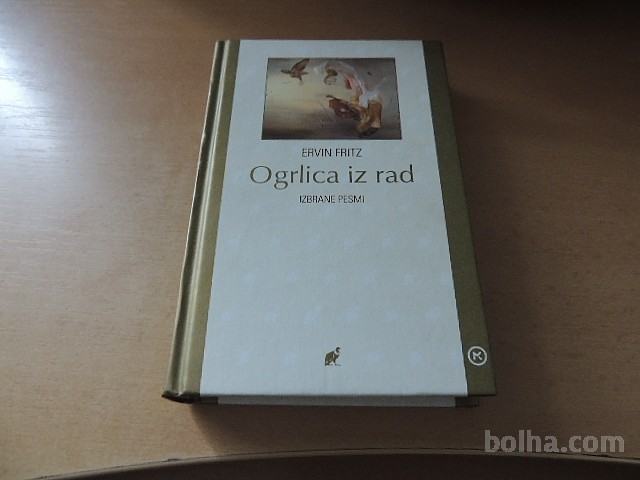 ERVIN FRITZ
Ogrlica iz rad
IZBRANE PESMI
bolha.com